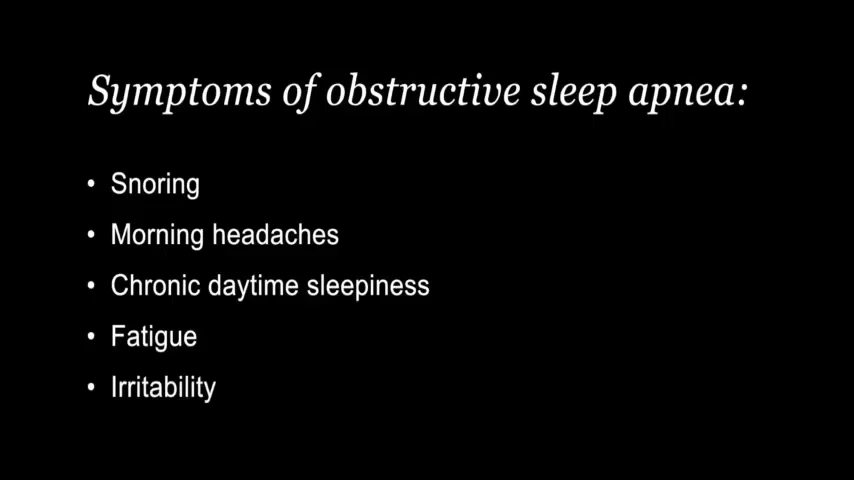 Symptoms of obstructive sleep apnea:
• Snoring
• Morning headaches
• Chronic daytime sleepiness
• Fatigue
• Irritability